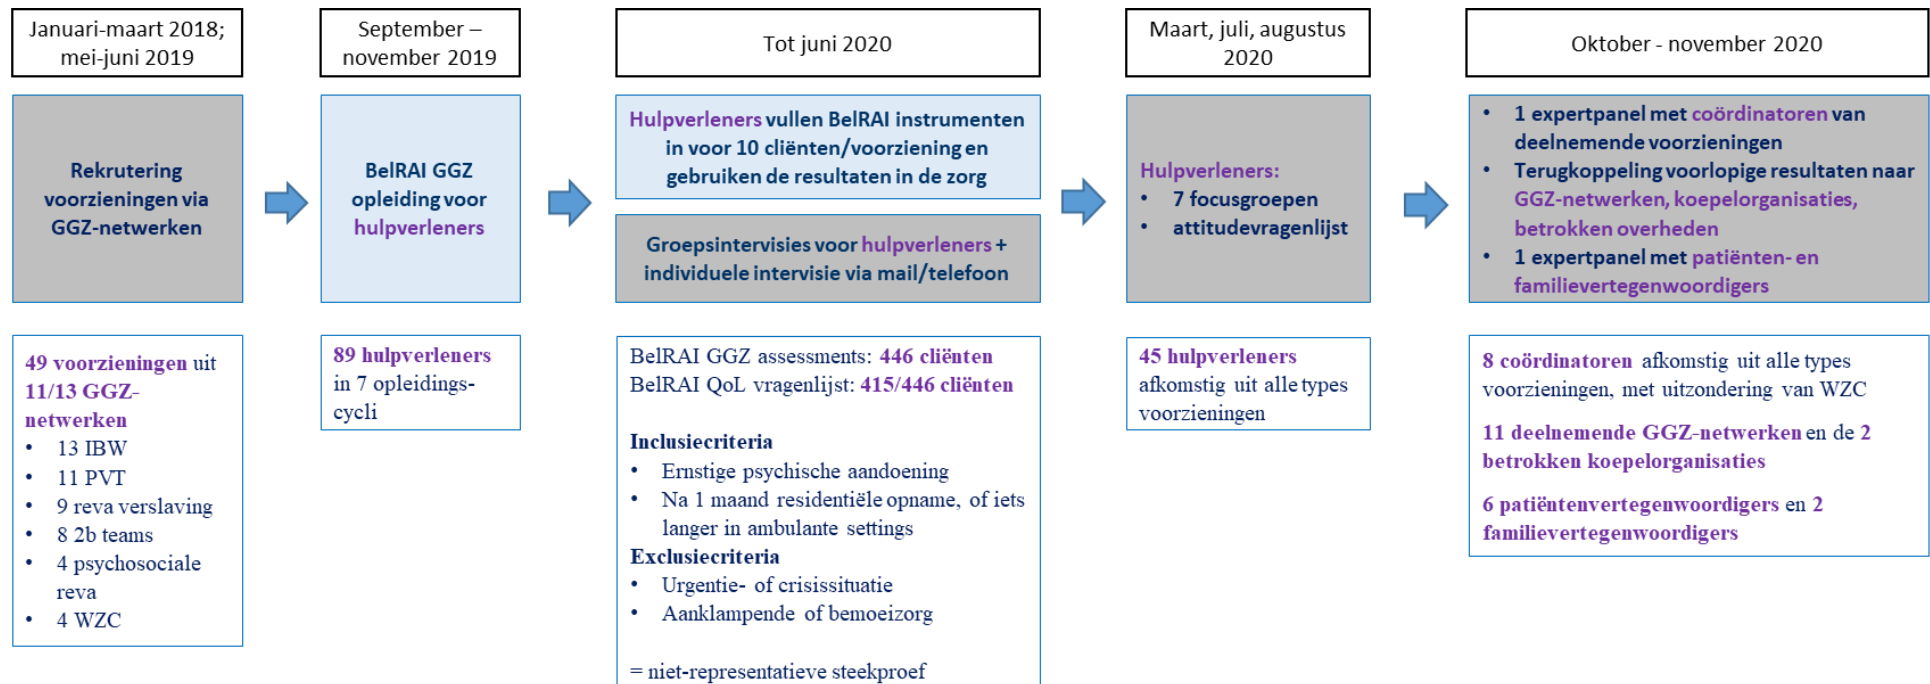 Januari-maart 2018;
mei-juni 2019
September –
november 2019
Tot juni 2020
Maart, juli, augustus
2020
Oktober - november 2020
Rekrutering
voorzieningen via
GGZ-netwerken
BelRAI GGZ
opleiding voor
hulpverleners
Hulpverleners vullen BelRAI instrumenten
in voor 10 cliënten/voorziening en
gebruiken de resultaten in de zorg
Groepsintervisies voor hulpverleners +
individuele intervisie via mail/telefoon
Hulpverleners:
• 7 focusgroepen
• attitudevragenlijst
• 1 expertpanel met coördinatoren van
deelnemende voorzieningen
• Terugkoppeling voorlopige resultaten naar
GGZ-netwerken, koepelorganisaties,
betrokken overheden
• 1 expertpanel met patiënten- en
familievertegenwoordigers
49 voorzieningen uit
11/13 GGZ-
netwerken
• 13 IBW
• 11 PVT
• 9 reva verslaving
• 8 2b teams
• 4 psychosociale
reva
• 4 WZC
89 hulpverleners
in 7 opleidings-
cycli
BelRAI GGZ assessments: 446 cliënten
BelRAI QoL vragenlijst: 415/446 cliënten
Inclusiecriteria
• Ernstige psychische aandoening
• Na 1 maand residentiële opname, of iets
langer in ambulante settings
Exclusiecriteria
• Urgentie- of crisissituatie
• Aanklampende of bemoeizorg
= niet-representatieve steekproef
45 hulpverleners
afkomstig uit alle types
voorzieningen
8 coördinatoren afkomstig uit alle types
voorzieningen, met uitzondering van WZC
11 deelnemende GGZ-netwerken en de 2
betrokken koepelorganisaties
6 patiëntenvertegenwoordigers en 2
familievertegenwoordigers